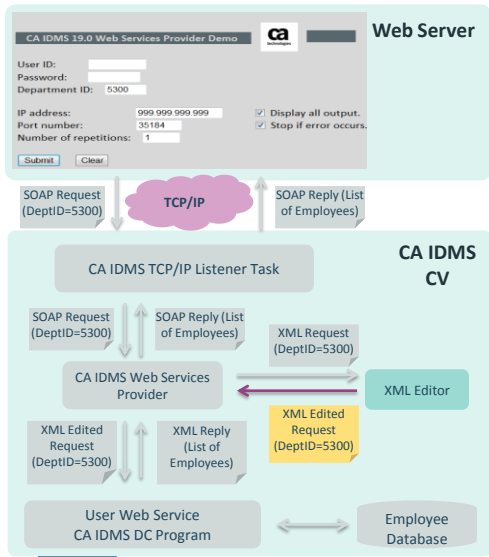 Web Server
CA IDMS 19.0 Web Services Provider Demo
ca
technologies
User ID:
Password:
Department ID: 5300
IP address: 999.999.999.999
Display all output.
Port number: 35184
Stop if error occurs.
Number of repetitions: 1
Submit Clear
SOAP Request
(DeptID=5300)
TCP/IP
SOAP Reply (List
of Employees)
CA IDMS
CV
CA IDMS TCP/IP Listener Task
SOAP Request
(DeptID=5300)
SOAP Reply (List
of Employees)
XML Request
(DeptID=5300)
CA IDMS Web Services
Provider
XML Editor
XML Edited
Request
(DeptID=5300)
XML Reply
(List of
Employees)
XML Edited
Request
(DeptID=5300)
User Web Service
CA IDMS DC Program
Employee
Database